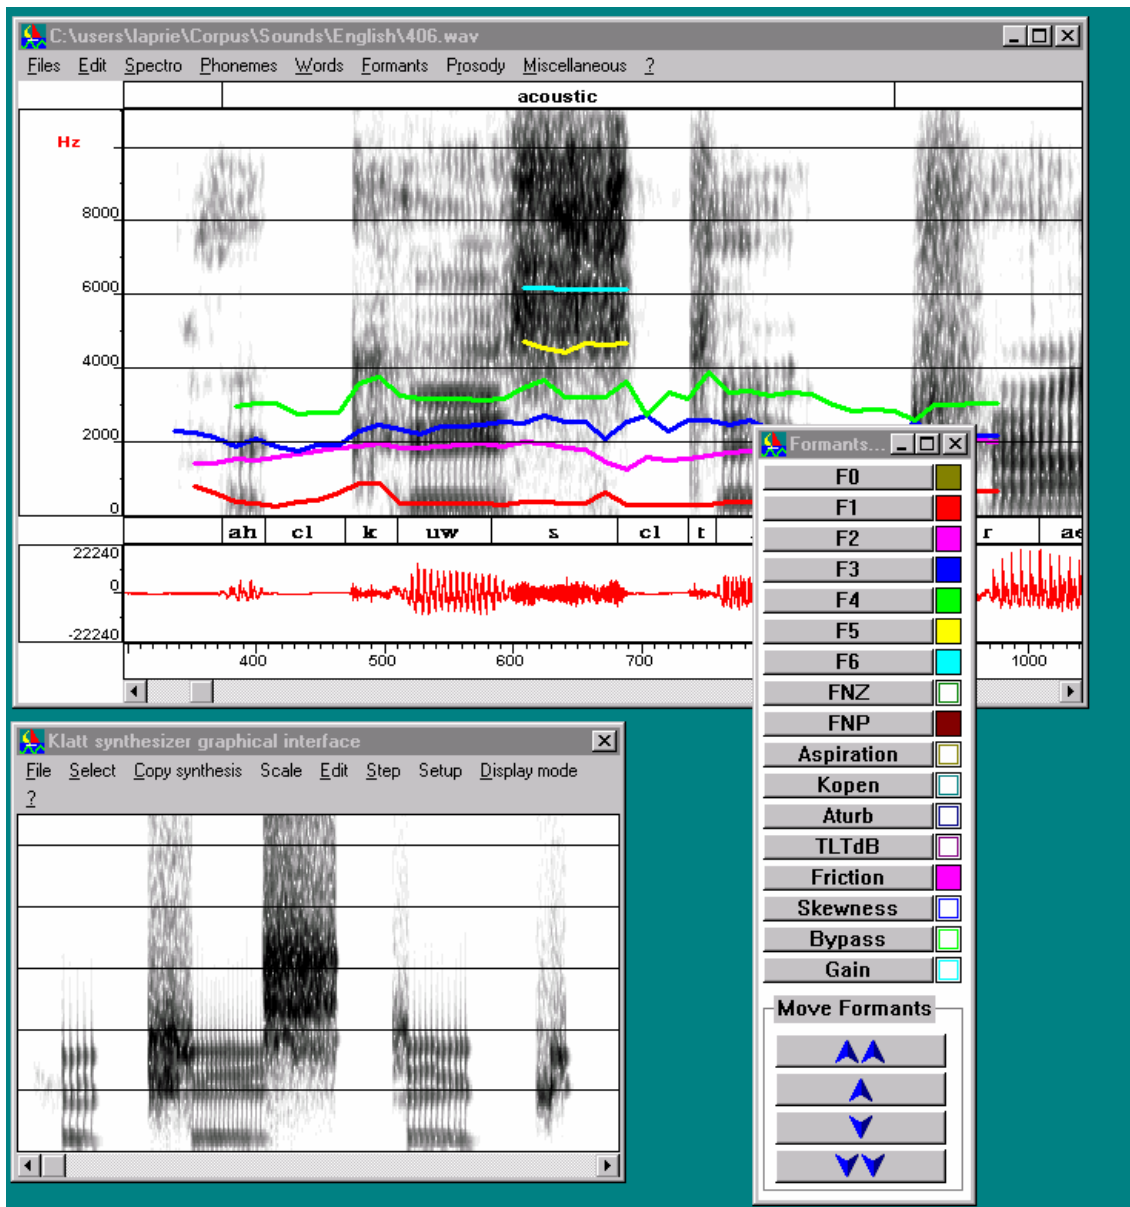 C:\users\laprie\Corpus\Sounds\English\406.wav
Files Edit Spectro Phonemes Words Formants Prosody Miscellaneous ?
acoustic
Hz
8000
6000
4000
2000
0
ah cl k uw s cl t r ae
22240
0
-22240
400 500 600 700 1000
Formants...
F0
F1
F2
F3
F4
F5
F6
FNZ
FNP
Aspiration
Kopen
Aturb
TLTdB
Friction
Skewness
Bypass
Gain
Move Formants
Klatt synthesizer graphical interface
File Select Copy synthesis Scale Edit Step Setup Display mode
?